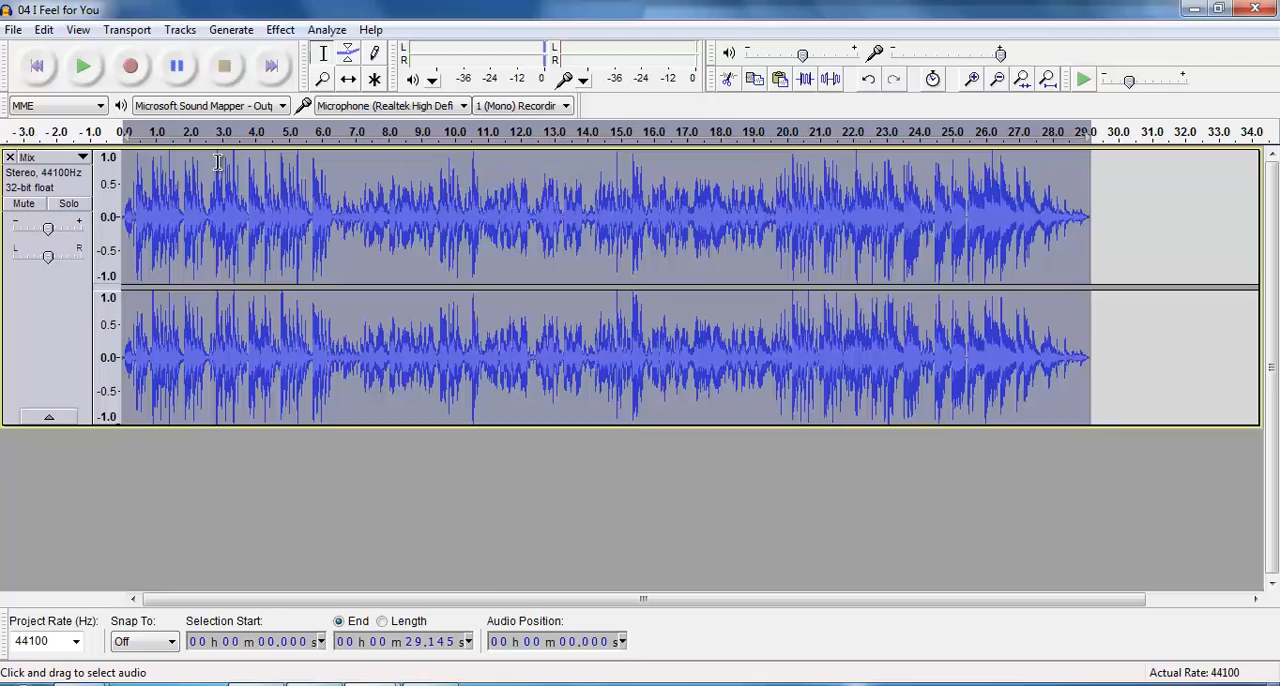 04 I Feel for You
File Edit View Transport Tracks Generate Effect Analyze Help
L L
R R
-36 -24 -12 0 -36 -24 -12 0
MME Microsoft Sound Mapper - Outp Microphone (Realtek High Defi 1 (Mono) Recordin
- 3.0 - 2.0 - 1.0 0.0 1.0 2.0 3.0 4.0 5.0 6.0 7.0 8.0 9.0 10.0 11.0 12.0 13.0 14.0 15.0 16.0 17.0 18.0 19.0 20.0 21.0 22.0 23.0 24.0 25.0 26.0 27.0 28.0 29.0 30.0 31.0 32.0 33.0 34.0
Mix
Stereo, 44100Hz
32-bit float
Mute Solo
- +
L R
1.0
0.5
0.0
-0.5
-1.0
1.0
0.5
0.0
-0.5
-1.0
Project Rate (Hz): Snap To: Selection Start: End Length Audio Position:
44100 Off 00 h 00 m 00.000 s 00 h 00 m 29.145 s 00 h 00 m 00.000 s
Click and drag to select audio Actual Rate: 44100